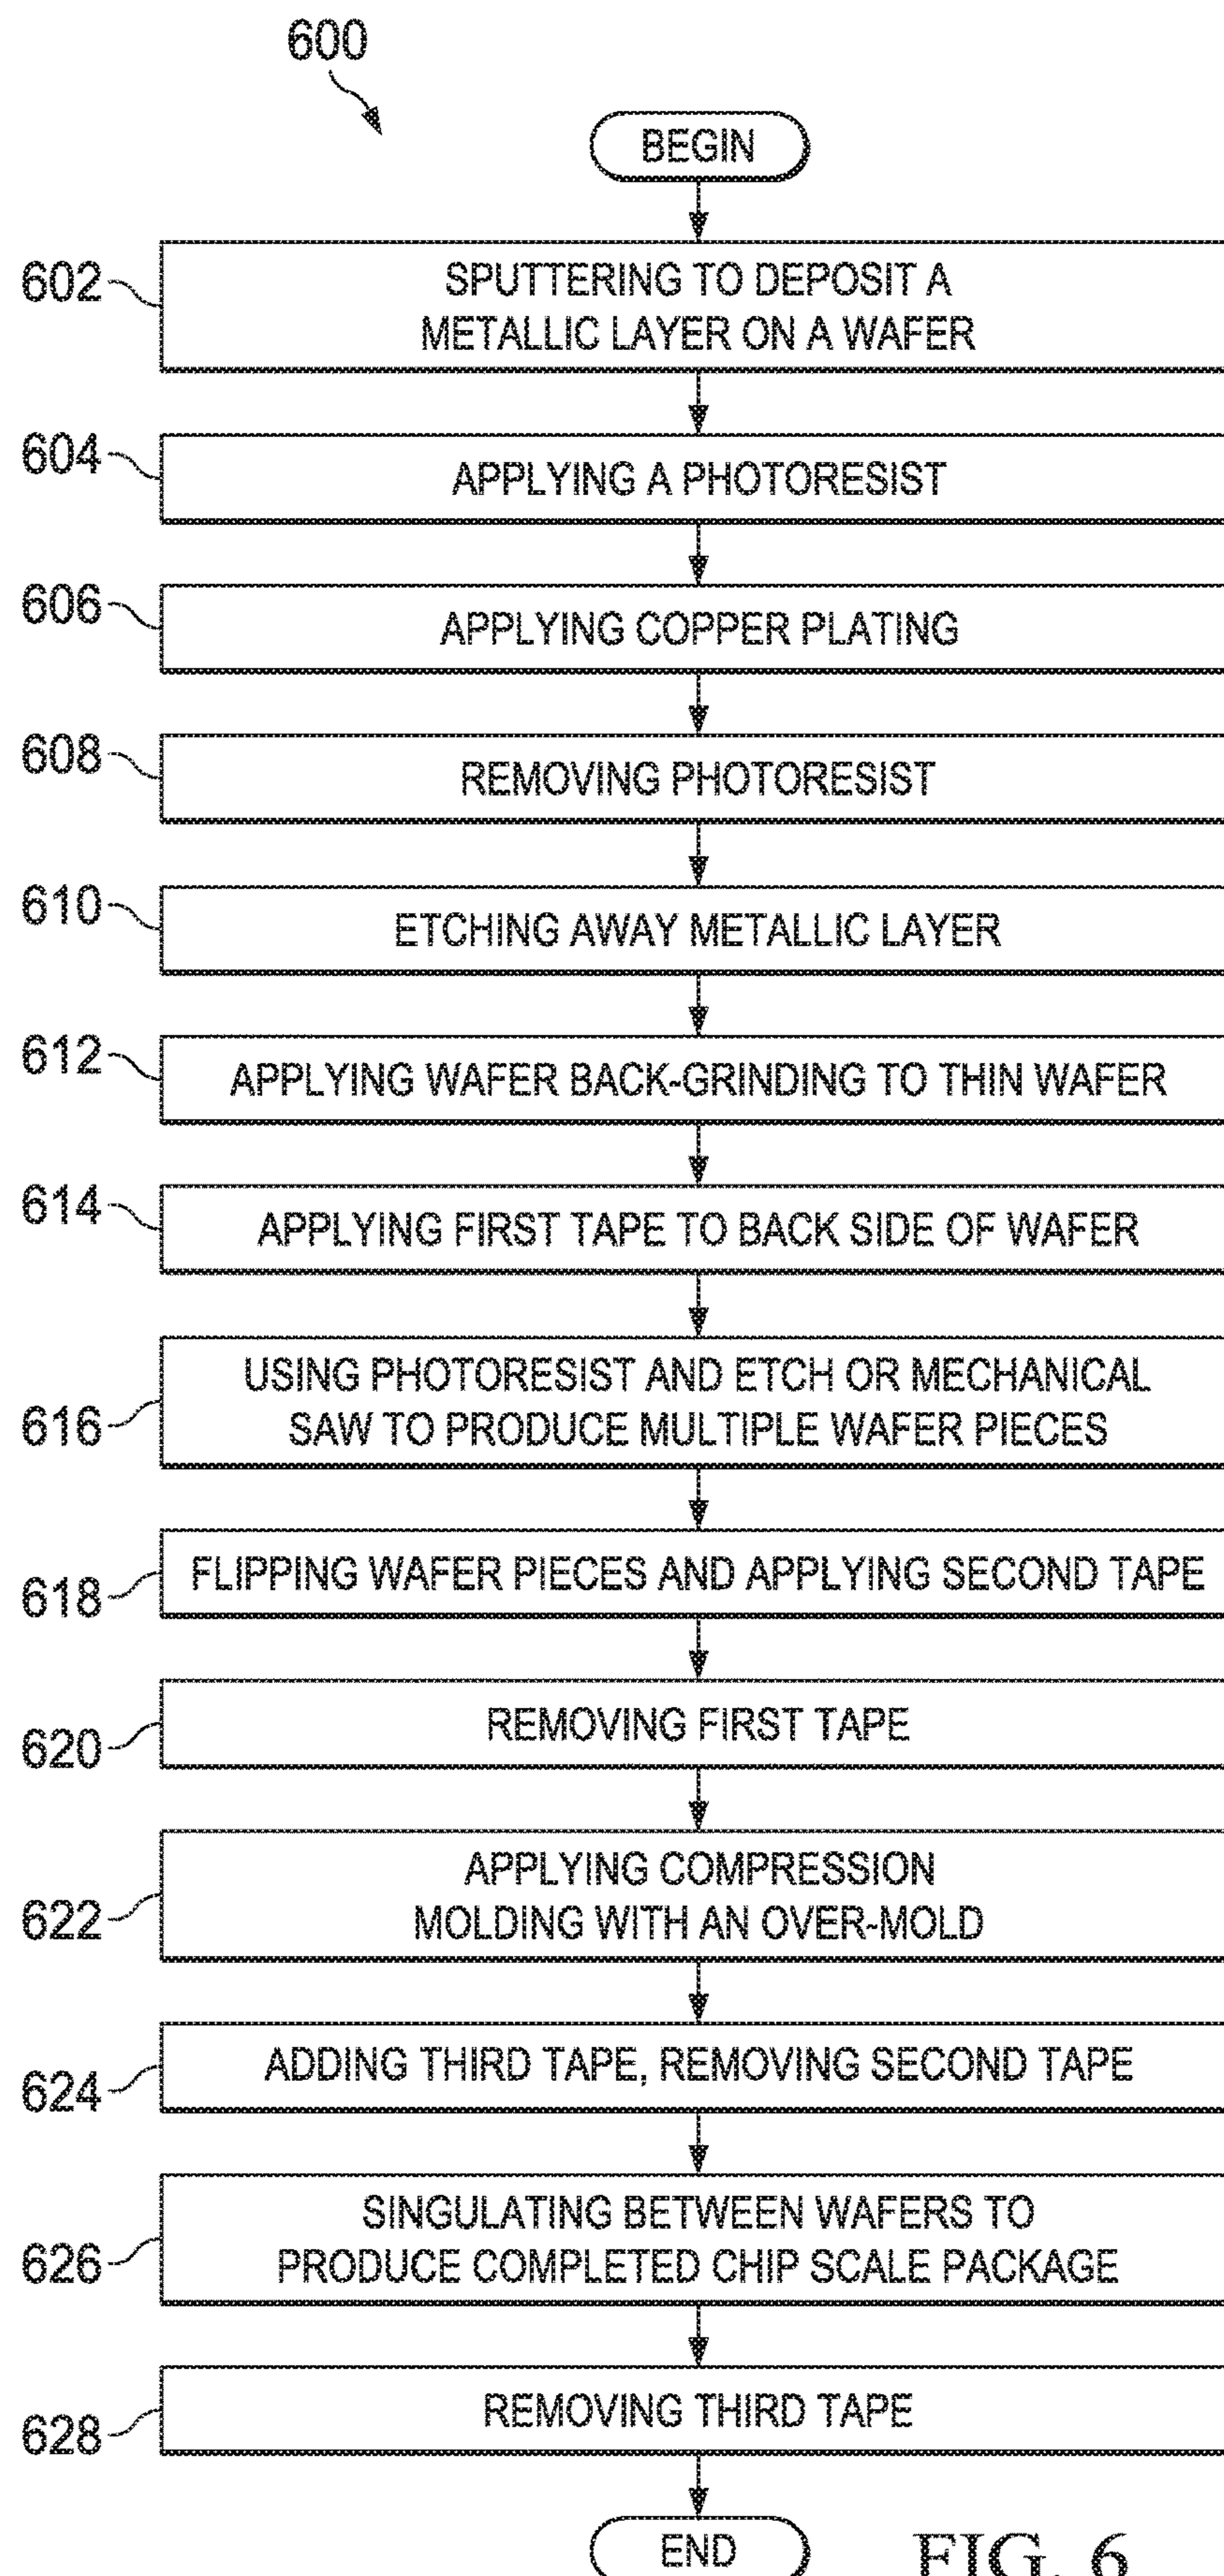 600
BEGIN
602
SPUTTERING TO DEPOSIT A
METALLIC LAYER ON A WAFER
604
APPLYING A PHOTORESIST
606
APPLYING COPPER PLATING
608
REMOVING PHOTORESIST
610
ETCHING AWAY METALLIC LAYER
612
APPLYING WAFER BACK-GRINDING TO THIN WAFER
614
APPLYING FIRST TAPE TO BACK SIDE OF WAFER
616
USING PHOTORESIST AND ETCH OR MECHANICAL
SAW TO PRODUCE MULTIPLE WAFER PIECES
618
FLIPPING WAFER PIECES AND APPLYING SECOND TAPE
620
REMOVING FIRST TAPE
622
APPLYING COMPRESSION
MOLDING WITH AN OVER-MOLD
624
ADDING THIRD TAPE, REMOVING SECOND TAPE
626
SINGULATING BETWEEN WAFERS TO
PRODUCE COMPLETED CHIP SCALE PACKAGE
628
REMOVING THIRD TAPE
END
FIG. 6